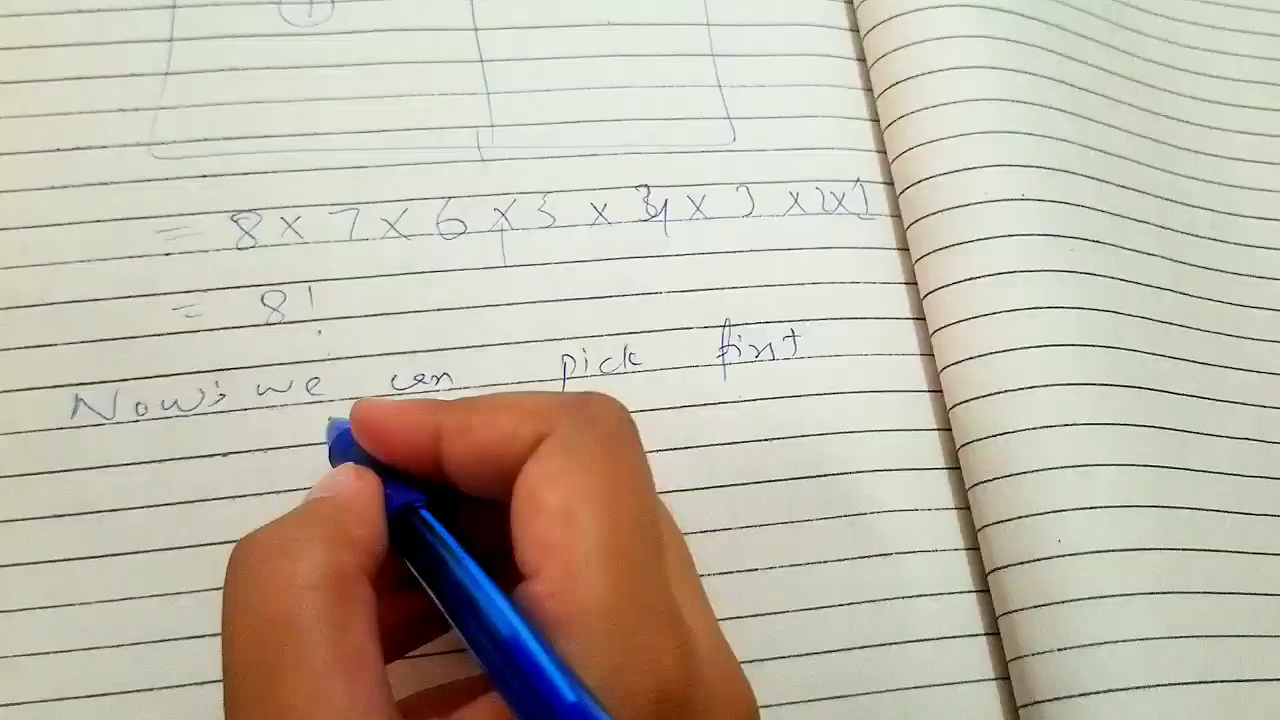 = 8 × 7 × 6 × 5 × 4 × 3 × 2 × 1
= 8!
Now; we can pick first